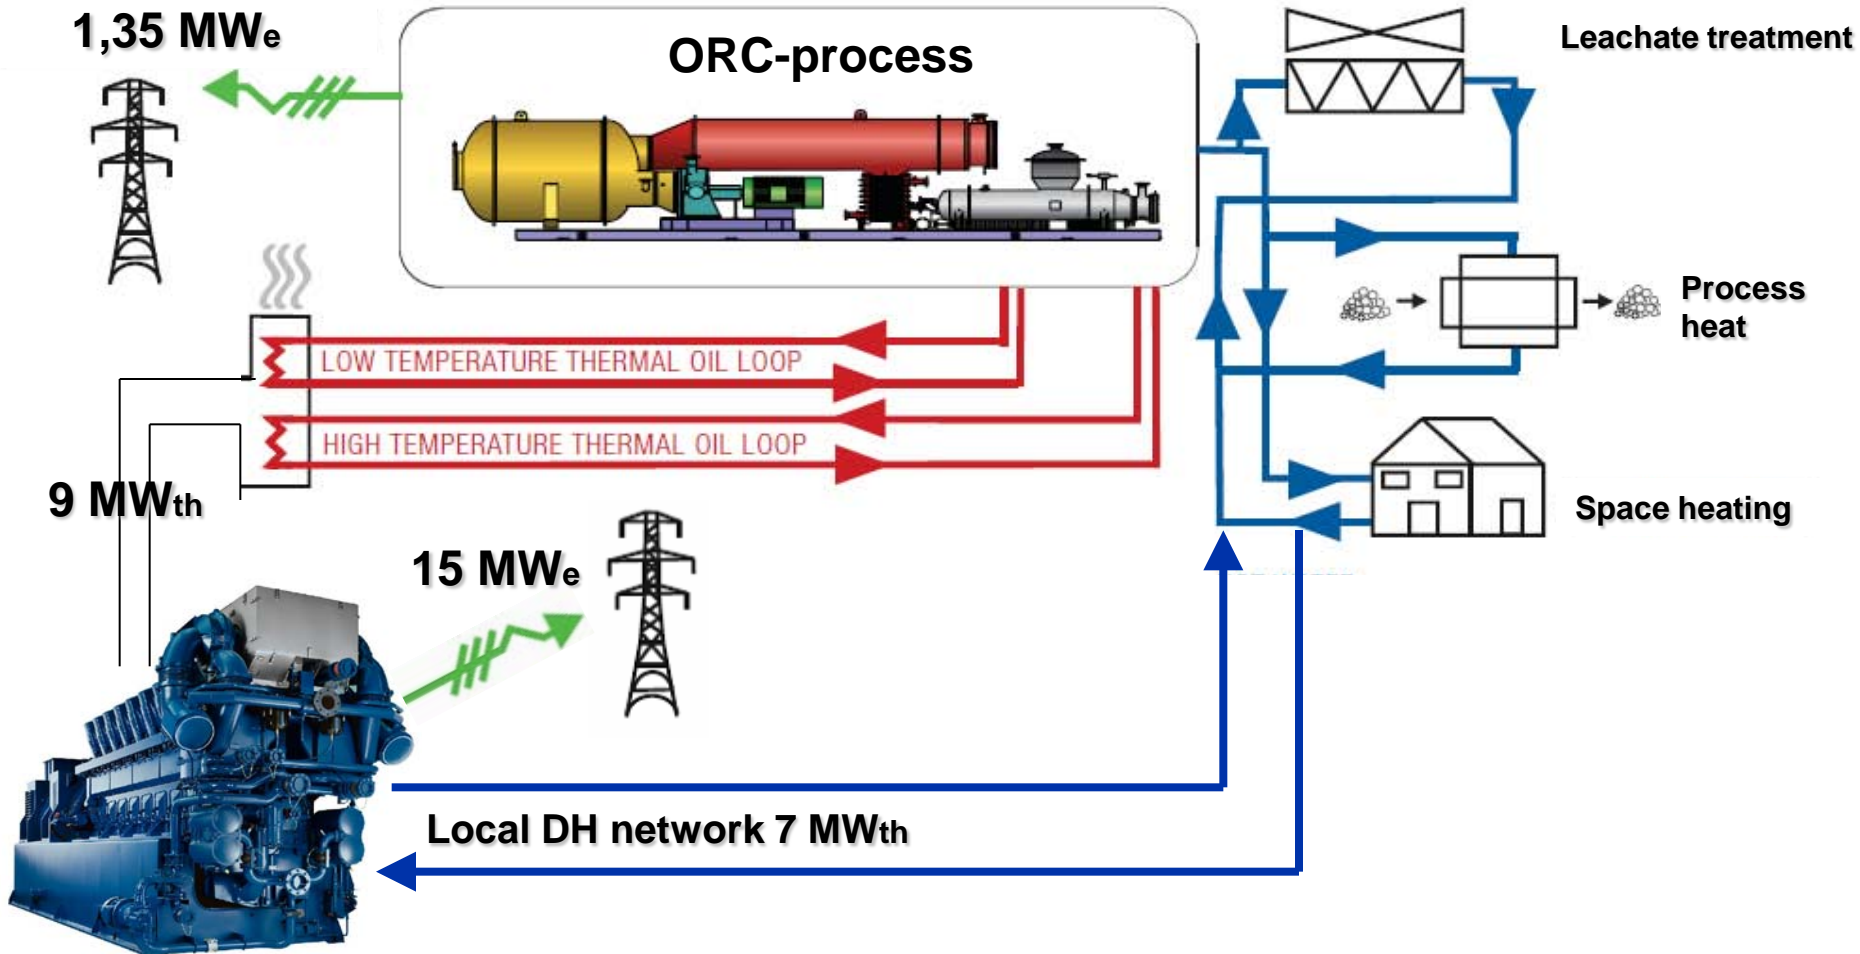 1,35 MWe
ORC-process
Leachate treatment
Process
heat
LOW TEMPERATURE THERMAL OIL LOOP
HIGH TEMPERATURE THERMAL OIL LOOP
9 MWth
Space heating
15 MWe
Local DH network 7 MWth